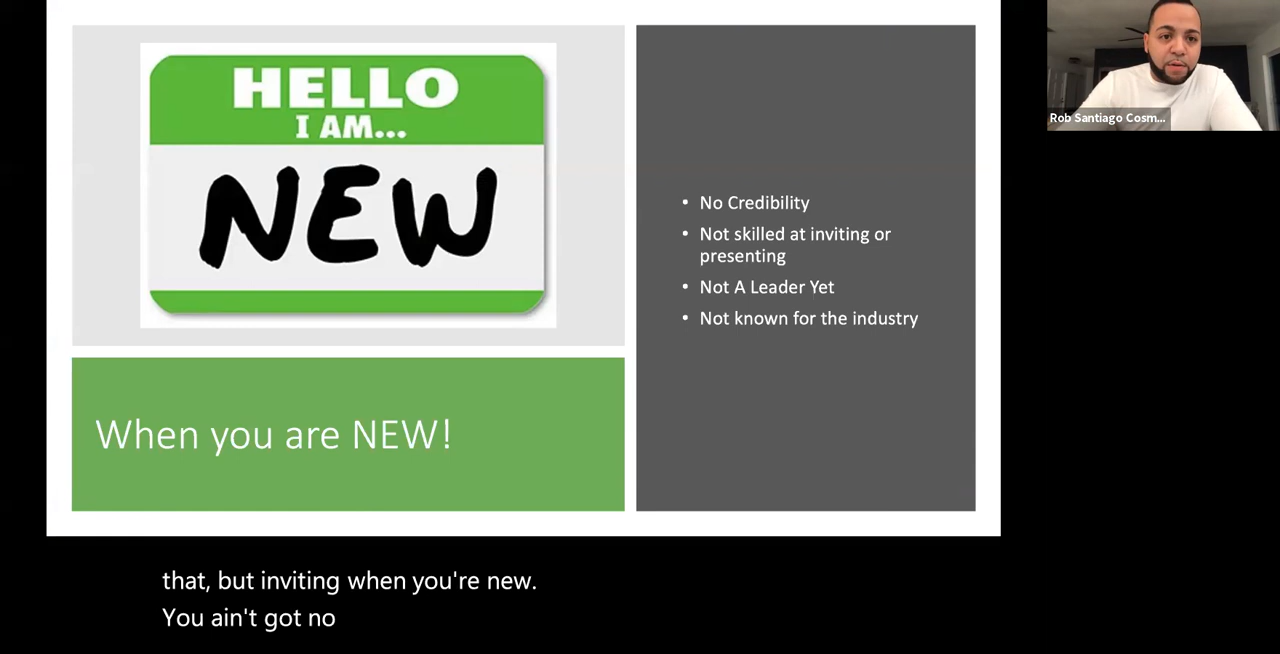 HELLO
I AM...
NEW
When you are NEW!
• No Credibility
• Not skilled at inviting or
presenting
• Not A Leader Yet
• Not known for the industry
Rob Santiago Cosm...
that, but inviting when you're new.
You ain't got no